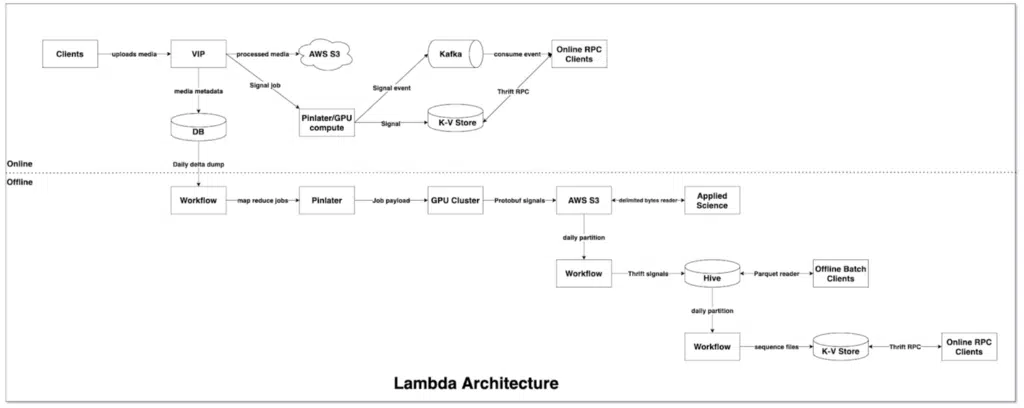 Clients
uploads media
VIP
processed media
AWS S3
Kafka
consume event
Online RPC
Clients
Signal job
media metadata
Signal event
Thrift RPC
Pinlater/GPU
compute
Signal
K-V Store
DB
Online
Daily delta dump
Offline
Workflow
map reduce jobs
Pinlater
Job payload
GPU Cluster
Protobuf signals
AWS S3
delimited bytes reader
Applied
Science
daily partition
Workflow
Thrift signals
Hive
Parquet reader
Offline Batch
Clients
daily partition
Workflow
sequence files
K-V Store
Thrift RPC
Online RPC
Clients
Lambda Architecture